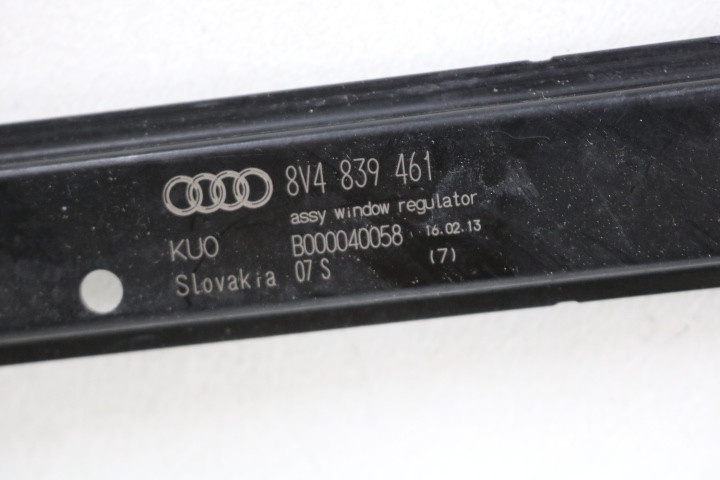 8V4 839 461
assy window regulator
KUO B000040058 16.02.13
Slovakia 07 S (7)